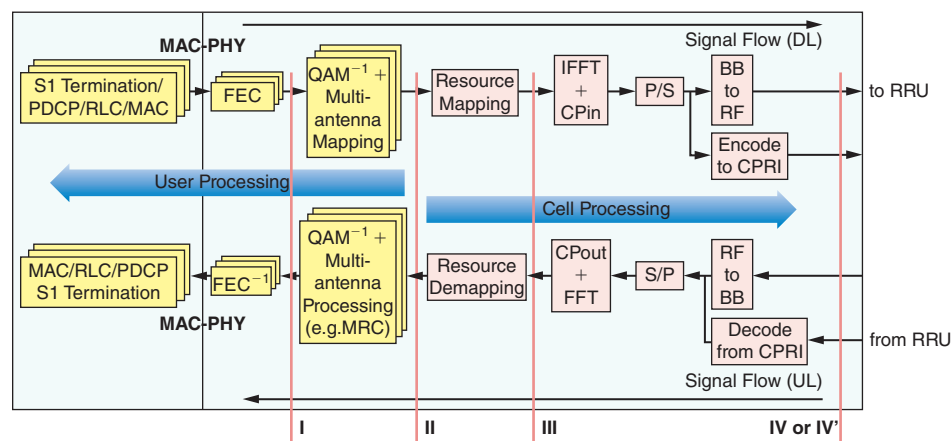 MAC-PHY
Signal Flow (DL)
S1 Termination/
PDCP/RLC/MAC
FEC
QAM⁻¹ +
Multi-
antenna
Mapping
Resource
Mapping
IFFT
+
CPin
P/S
BB
to
RF
to RRU
Encode
to CPRI
User Processing
Cell Processing
MAC/RLC/PDCP
S1 Termination
FEC⁻¹
QAM⁻¹ +
Multi-
antenna
Processing
(e.g.MRC)
Resource
Demapping
CPout
+
FFT
S/P
RF
to
BB
Decode
from CPRI
from RRU
MAC-PHY
Signal Flow (UL)
I
II
III
IV or IV'